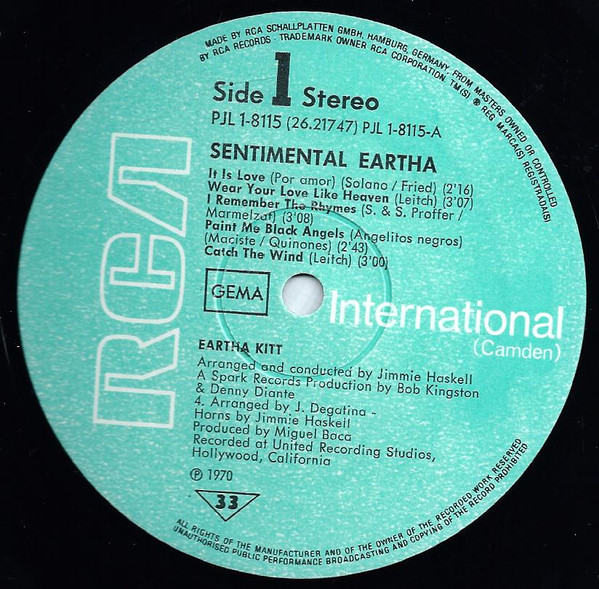 MADE BY RCA SCHALLPLATTEN GMBH, HAMBURG, GERMANY, FROM MASTERS OWNED OR CONTROLLED
BY RCA RECORDS · TRADEMARK OWNER RCA CORPORATION. TM(S) ® REG MARCA(S) REGISTRADA(S)
Side 1 Stereo
PJL 1-8115 (26.21747) PJL 1-8115-A
SENTIMENTAL EARTHA
It Is Love (Por amor) (Solano/Fried) (2'16)
Wear Your Love Like Heaven (Leitch) (3'07)
I Remember The Rhymes (S. & S. Proffer /
Marmelzat) (3'08)
Paint Me Black Angels (Angelitos negros)
(Maciste / Quinones) (2'43)
Catch The Wind (Leitch) (3'00)
RCA
GEMA
International
(Camden)
EARTHA KITT
Arranged and conducted by Jimmie Haskell
A Spark Records Production by Bob Kingston
& Denny Diante
4. Arranged by J. Degatina -
Horns by Jimmie Haskell
Produced by Miguel Baca
Recorded at United Recording Studios,
Hollywood, California
℗ 1970
33
ALL RIGHTS OF THE MANUFACTURER AND OF THE OWNER OF THE RECORDED WORK RESERVED
UNAUTHORISED PUBLIC PERFORMANCE BROADCASTING AND COPYING OF THE RECORD PROHIBITED